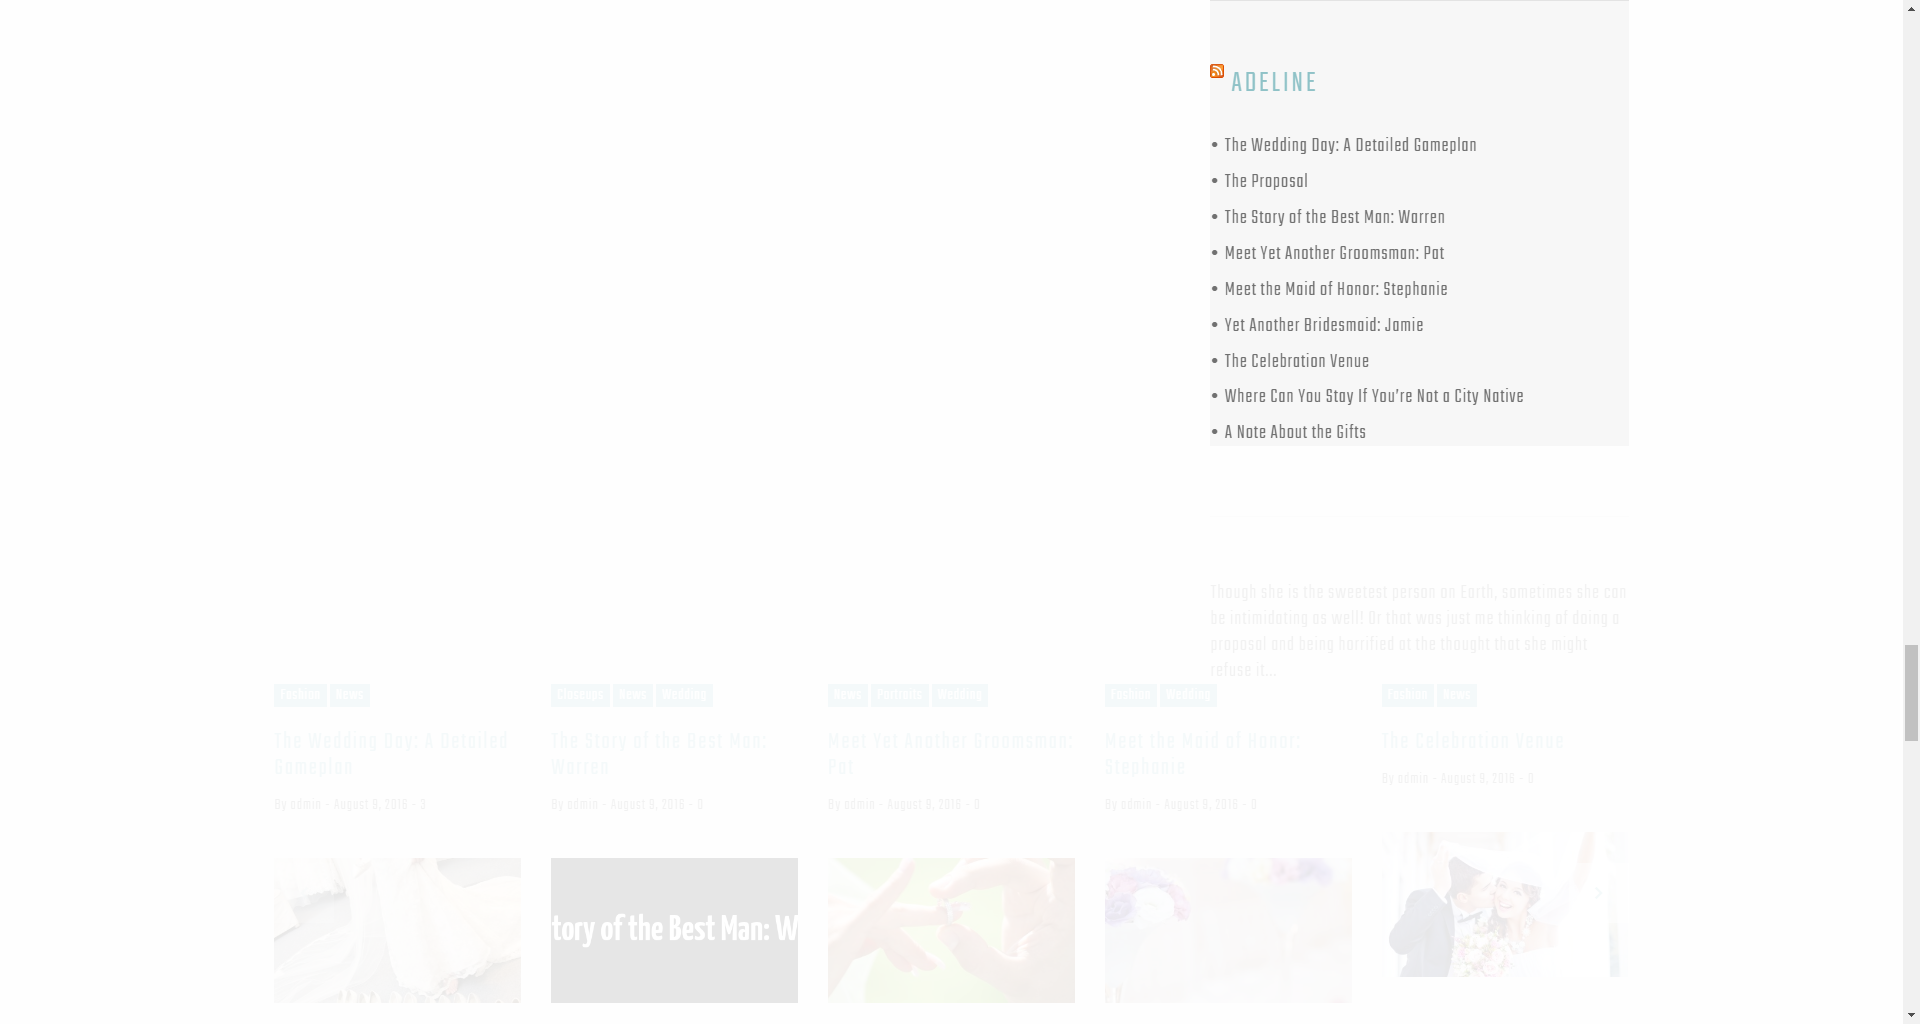 ADELINE
• The Wedding Day: A Detailed Gameplan
• The Proposal
• The Story of the Best Man: Warren
• Meet Yet Another Groomsman: Pat
• Meet the Maid of Honor: Stephanie
• Yet Another Bridesmaid: Jamie
• The Celebration Venue
• Where Can You Stay If You’re Not a City Native
• A Note About the Gifts
Though she is the sweetest person on Earth, sometimes she can
be intimidating as well! Or that was just me thinking of doing a
proposal and being horrified at the thought that she might
refuse it...
Fashion News
The Wedding Day: A Detailed
Gameplan
By admin - August 9, 2016 - 3
Closeups News Wedding
The Story of the Best Man:
Warren
By admin - August 9, 2016 - 0
tory of the Best Man: W
News Portraits Wedding
Meet Yet Another Groomsman:
Pat
By admin - August 9, 2016 - 0
Fashion Wedding
Meet the Maid of Honor:
Stephanie
By admin - August 9, 2016 - 0
Fashion News
The Celebration Venue
By admin - August 9, 2016 - 0